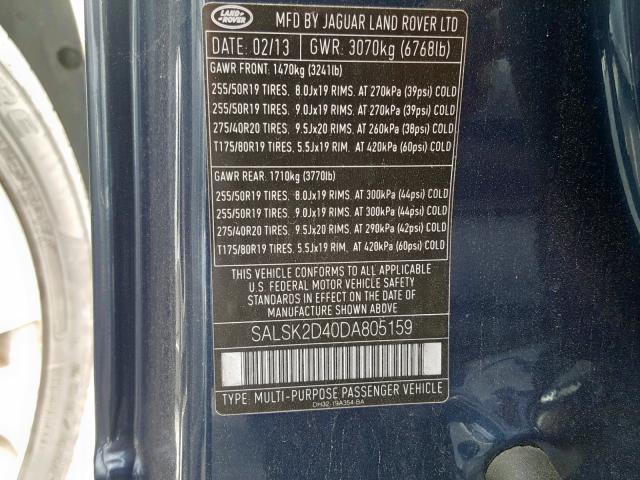 LAND-ROVER MFD BY JAGUAR LAND ROVER LTD
DATE: 02/13 GWR: 3070kg (6768lb)
GAWR FRONT: 1470kg (3241lb)
255/50R19 TIRES. 8.0Jx19 RIMS. AT 270kPa (39psi) COLD
255/50R19 TIRES. 9.0Jx19 RIMS. AT 270kPa (39psi) COLD
275/40R20 TIRES. 9.5Jx20 RIMS. AT 260kPa (38psi) COLD
T175/80R19 TIRES. 5.5Jx19 RIM. AT 420kPa (60psi) COLD
GAWR REAR: 1710kg (3770lb)
255/50R19 TIRES. 8.0Jx19 RIMS. AT 300kPa (44psi) COLD
255/50R19 TIRES. 9.0Jx19 RIMS. AT 300kPa (44psi) COLD
275/40R20 TIRES. 9.5Jx20 RIMS. AT 290kPa (42psi) COLD
T175/80R19 TIRES. 5.5Jx19 RIM. AT 420kPa (60psi) COLD
THIS VEHICLE CONFORMS TO ALL APPLICABLE
U.S. FEDERAL MOTOR VEHICLE SAFETY
STANDARDS IN EFFECT ON THE DATE OF
MANUFACTURE SHOWN ABOVE.
SALSK2D40DA805159
TYPE: MULTI-PURPOSE PASSENGER VEHICLE
DH32-19A354-BA